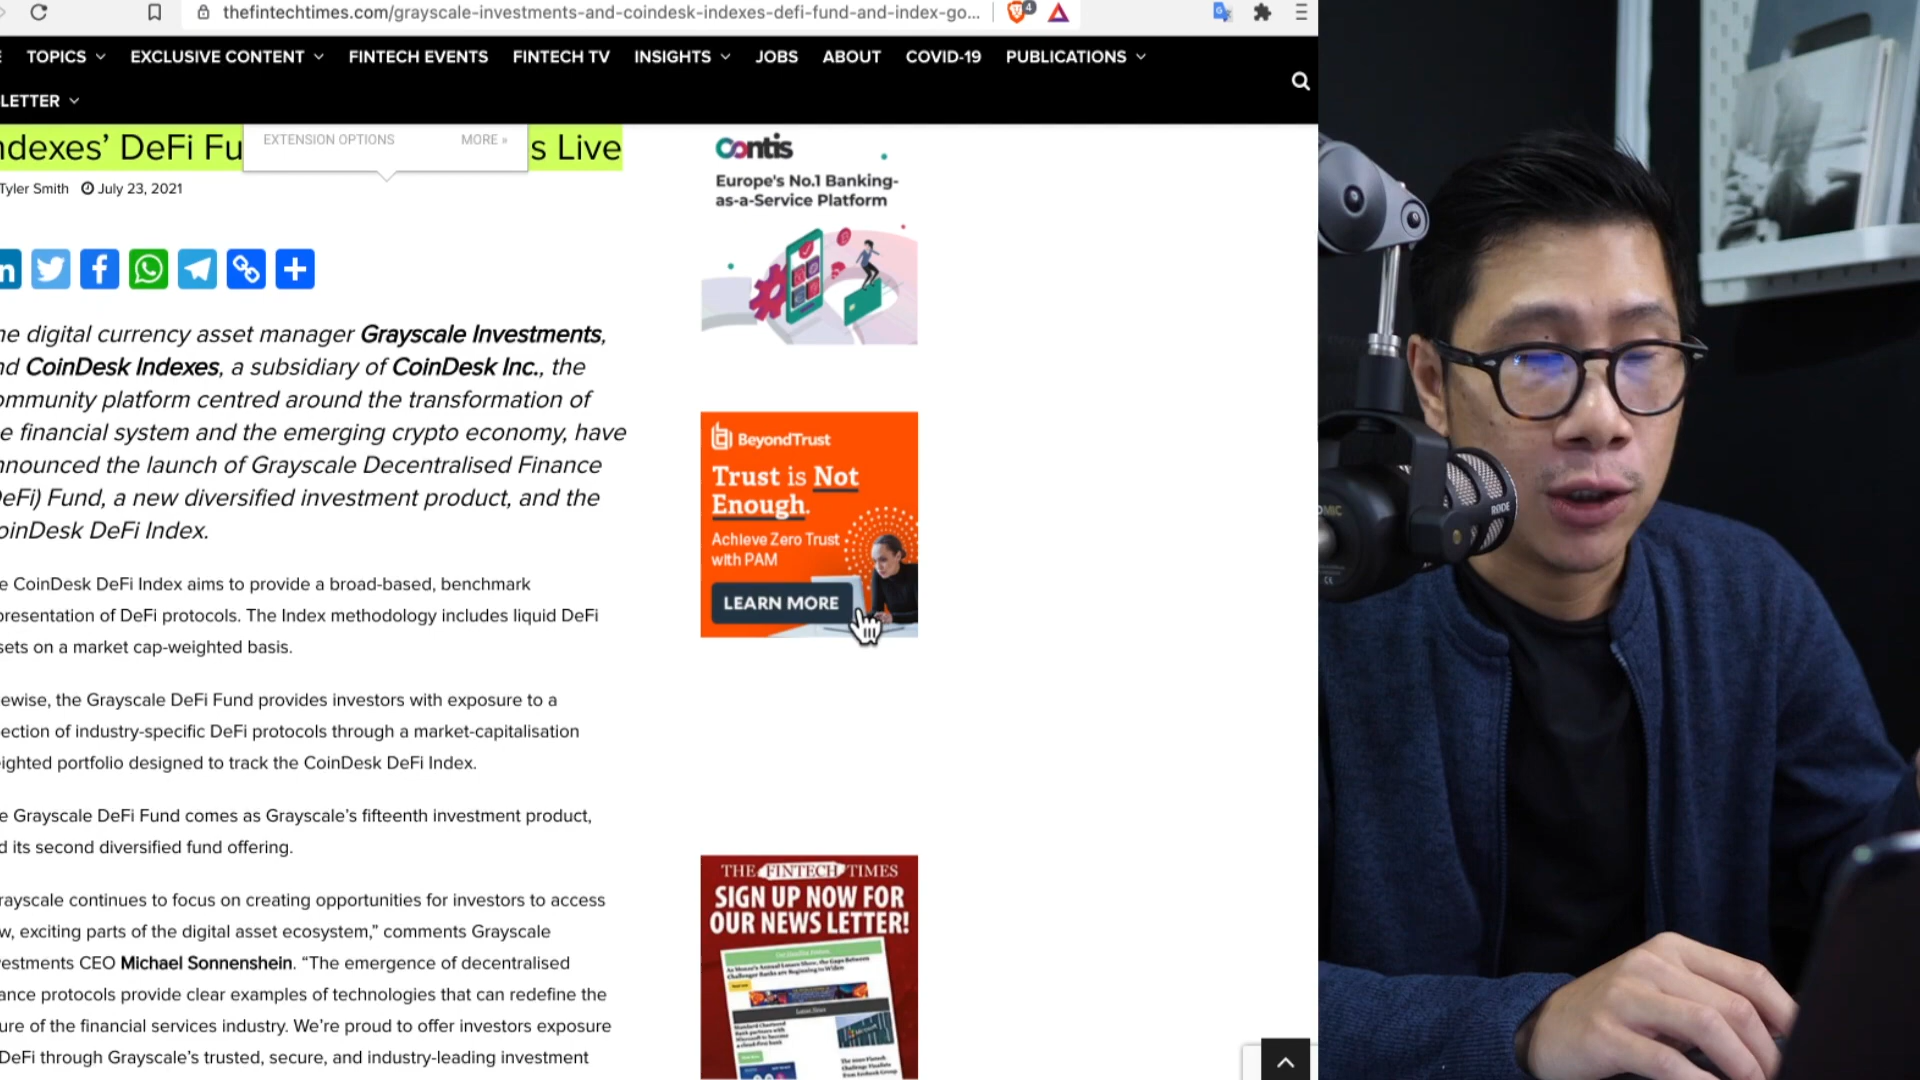 thefintechtimes.com/grayscale-investments-and-coindesk-indexes-defi-fund-and-index-go...
4
TOPICS EXCLUSIVE CONTENT FINTECH EVENTS FINTECH TV INSIGHTS JOBS ABOUT COVID-19 PUBLICATIONS
LETTER
ndexes' DeFi Fu
EXTENSION OPTIONS MORE »
s Live
Tyler Smith July 23, 2021
he digital currency asset manager Grayscale Investments,
nd CoinDesk Indexes, a subsidiary of CoinDesk Inc., the
ommunity platform centred around the transformation of
e financial system and the emerging crypto economy, have
nnounced the launch of Grayscale Decentralised Finance
DeFi) Fund, a new diversified investment product, and the
oinDesk DeFi Index.
e CoinDesk DeFi Index aims to provide a broad-based, benchmark
presentation of DeFi protocols. The Index methodology includes liquid DeFi
sets on a market cap-weighted basis.
ewise, the Grayscale DeFi Fund provides investors with exposure to a
ection of industry-specific DeFi protocols through a market-capitalisation
ighted portfolio designed to track the CoinDesk DeFi Index.
e Grayscale DeFi Fund comes as Grayscale's fifteenth investment product,
d its second diversified fund offering.
rayscale continues to focus on creating opportunities for investors to access
w, exciting parts of the digital asset ecosystem," comments Grayscale
vestments CEO Michael Sonnenshein. "The emergence of decentralised
ance protocols provide clear examples of technologies that can redefine the
ure of the financial services industry. We're proud to offer investors exposure
DeFi through Grayscale's trusted, secure, and industry-leading investment
Contis
Europe's No.1 Banking-
as-a-Service Platform
BeyondTrust
Trust is Not
Enough.
Achieve Zero Trust
with PAM
LEARN MORE
THE FINTECH TIMES
SIGN UP NOW FOR
OUR NEWS LETTER!
RØDE